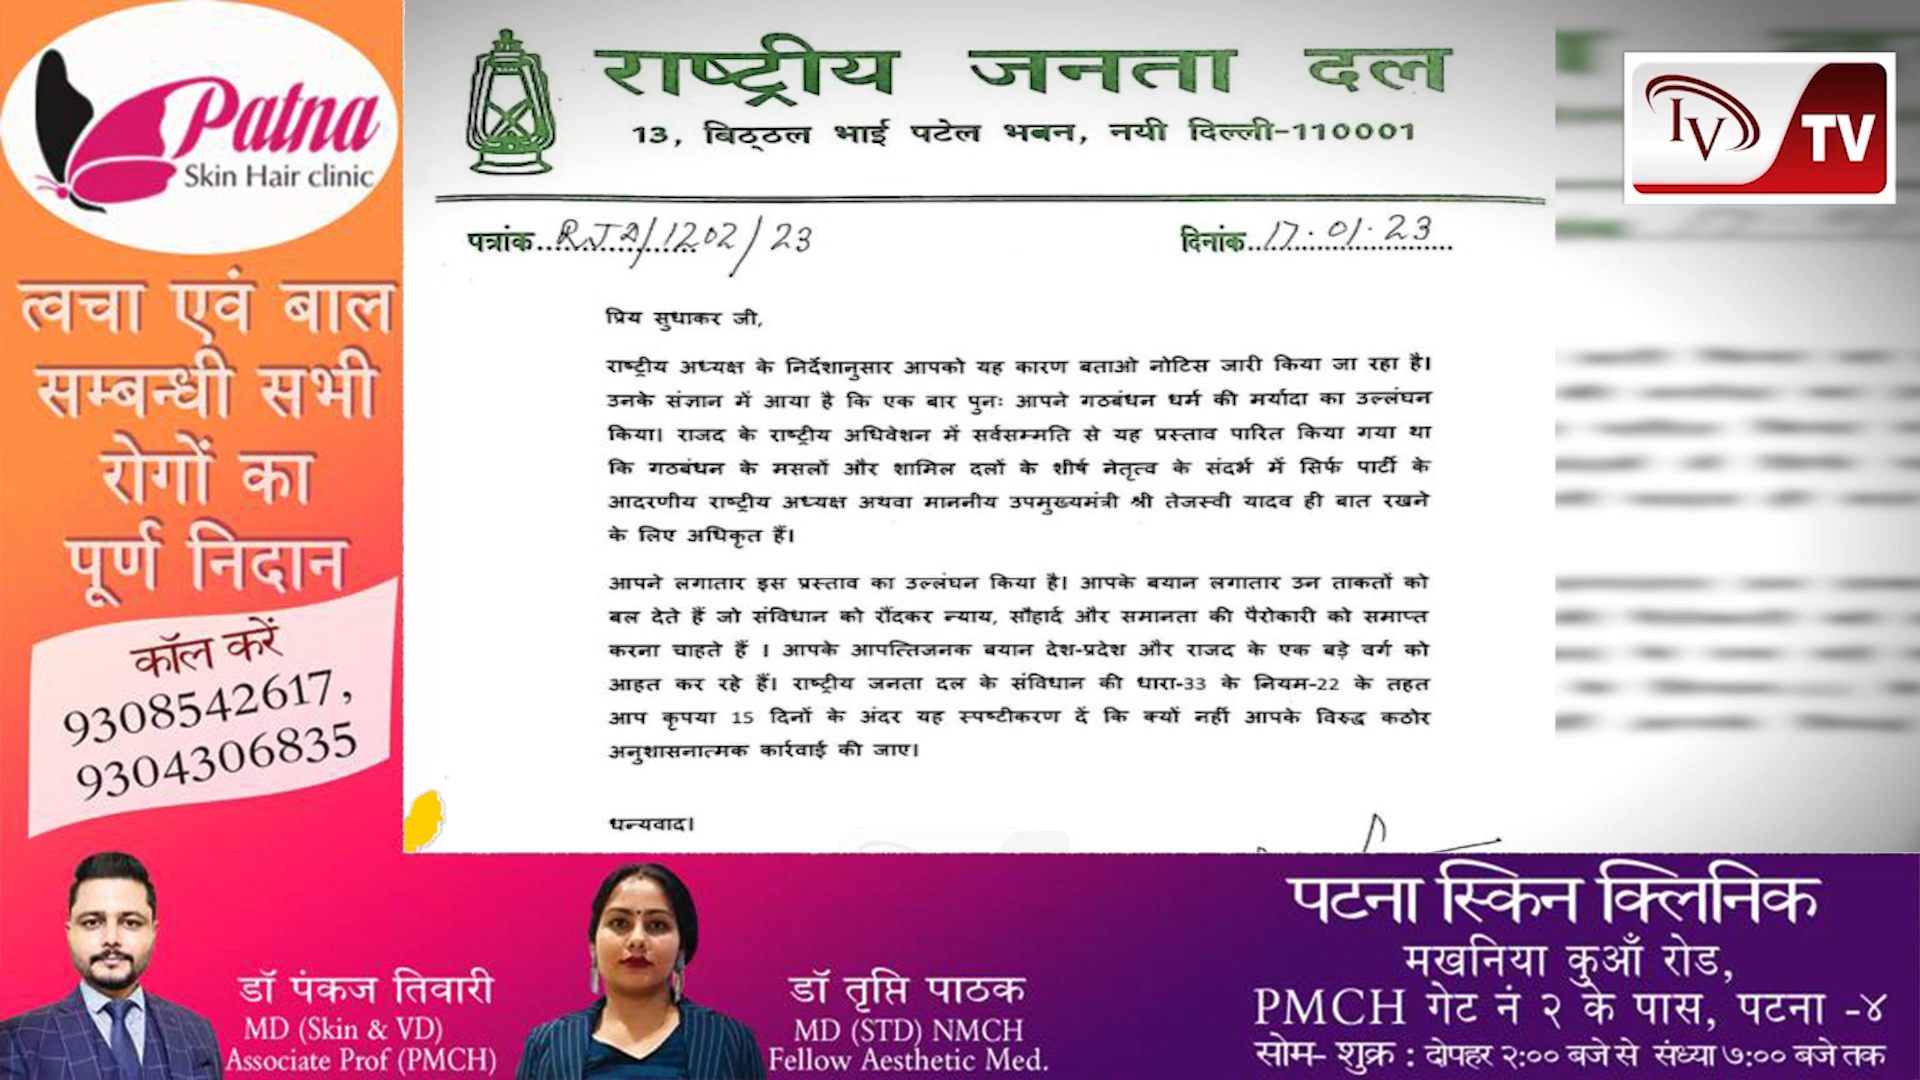 Patna
Skin Hair clinic
त्वचा एवं बाल
सम्बन्धी सभी
रोगों का
पूर्ण निदान
कॉल करें
9308542617,
9304306835
राष्ट्रीय जनता दल
13, बिठ्ठल भाई पटेल भबन, नयी दिल्ली-110001
पत्रांक...RJD/1202/23
दिनांक...17.01.23
प्रिय सुधाकर जी,
राष्ट्रीय अध्यक्ष के निर्देशानुसार आपको यह कारण बताओ नोटिस जारी किया जा रहा है।
उनके संज्ञान में आया है कि एक बार पुनः आपने गठबंधन धर्म की मर्यादा का उल्लंघन
किया। राजद के राष्ट्रीय अधिवेशन में सर्वसम्मति से यह प्रस्ताव पारित किया गया था
कि गठबंधन के मसलों और शामिल दलों के शीर्ष नेतृत्व के संदर्भ में सिर्फ पार्टी के
आदरणीय राष्ट्रीय अध्यक्ष अथवा माननीय उपमुख्यमंत्री श्री तेजस्वी यादव ही बात रखने
के लिए अधिकृत हैं।
आपने लगातार इस प्रस्ताव का उल्लंघन किया है। आपके बयान लगातार उन ताकतों को
बल देते हैं जो संविधान को रौंदकर न्याय, सौहार्द और समानता की पैरोकारी को समाप्त
करना चाहते हैं । आपके आपत्तिजनक बयान देश-प्रदेश और राजद के एक बड़े वर्ग को
आहत कर रहे हैं। राष्ट्रीय जनता दल के संविधान की धारा-33 के नियम-22 के तहत
आप कृपया 15 दिनों के अंदर यह स्पष्टीकरण दें कि क्यों नहीं आपके विरुद्ध कठोर
अनुशासनात्मक कार्रवाई की जाए।
धन्यवाद।
IV TV
डॉ पंकज तिवारी
MD (Skin & VD)
Associate Prof (PMCH)
डॉ तृप्ति पाठक
MD (STD) NMCH
Fellow Aesthetic Med.
पटना स्किन क्लिनिक
मखनिया कुआँ रोड,
PMCH गेट नं २ के पास, पटना -४
सोम- शुक्र : दोपहर २:०० बजे से संध्या ७:०० बजे तक